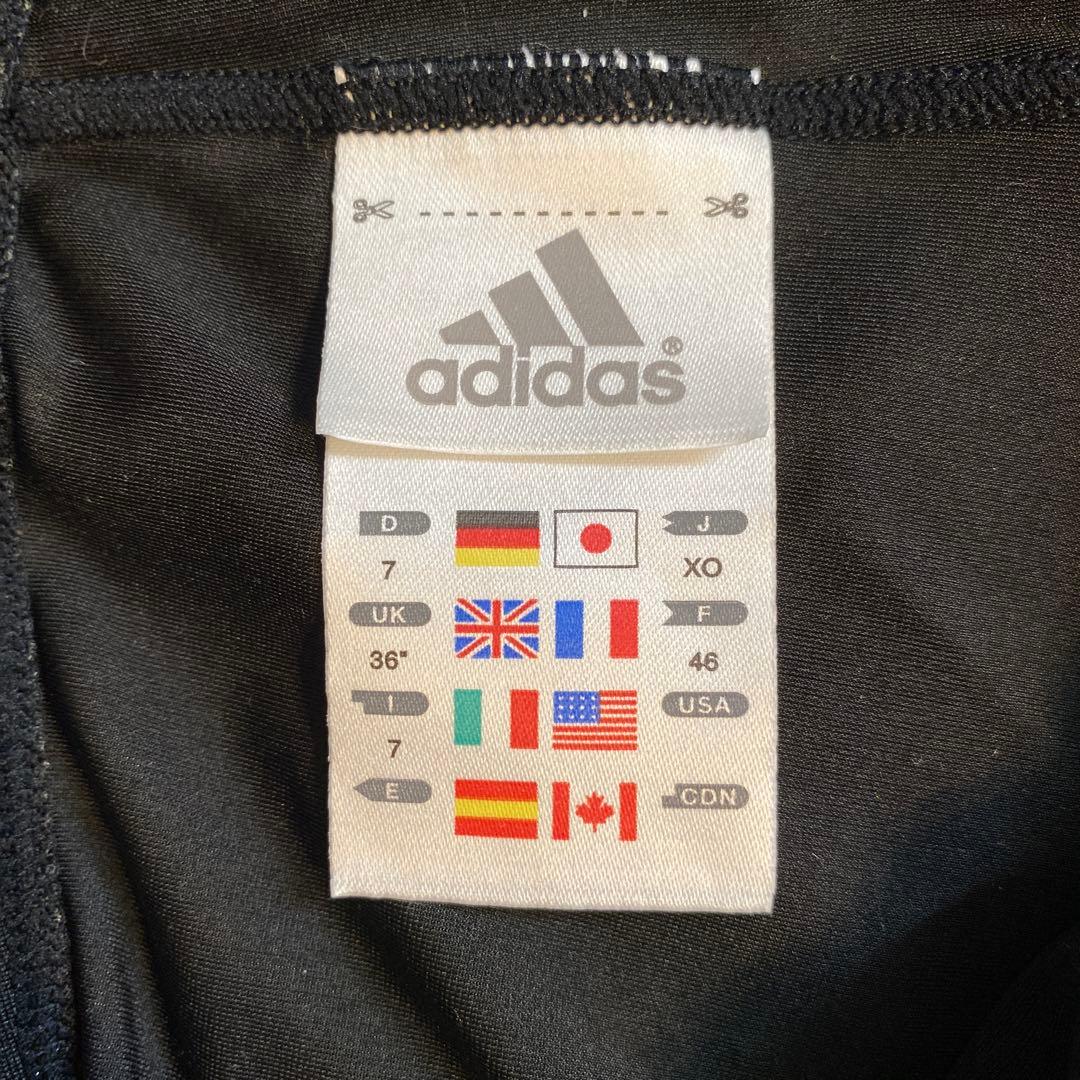 adidas®
D J
7 XO
UK F
36" 46
I USA
7
E CDN